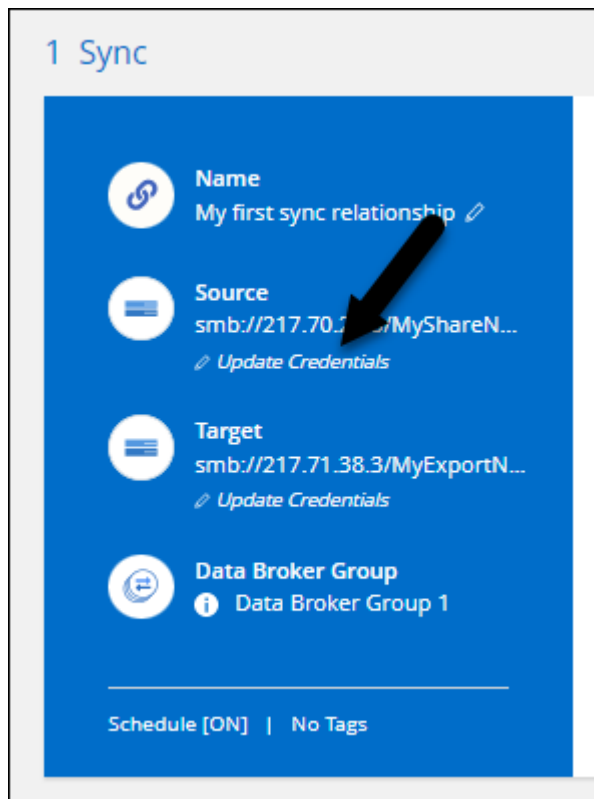 1 Sync
Name
My first sync relationship
Source
smb://217.70.2 3/MyShareN...
Update Credentials
Target
smb://217.71.38.3/MyExportN...
Update Credentials
Data Broker Group
Data Broker Group 1
Schedule [ON] | No Tags